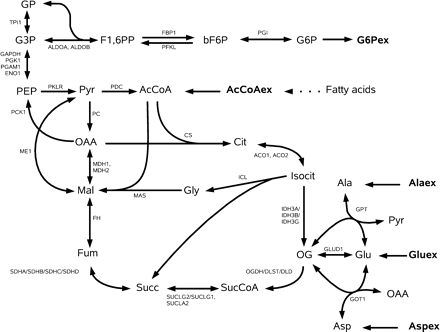 GP
TPI1
G3P
ALDOA, ALDOB
F1,6PP
FBP1
PFKL
bF6P
PGI
G6P
G6Pex
GAPDH
PGK1
PGAM1
ENO1
PEP
PKLR
Pyr
PDC
AcCoA
AcCoAex
Fatty acids
PCK1
PC
OAA
CS
Cit
ME1
MDH1,
MDH2
ACO1, ACO2
Mal
MAS
Gly
ICL
Isocit
Ala
Alaex
FH
IDH3A/
IDH3B/
IDH3G
GPT
Pyr
Fum
OG
GLUD1
Glu
Gluex
SDHA/SDHB/SDHC/SDHD
OGDH/DLST/DLD
Succ
SUCLG2/SUCLG1,
SUCLA2
SucCoA
GOT1
OAA
Asp
Aspex